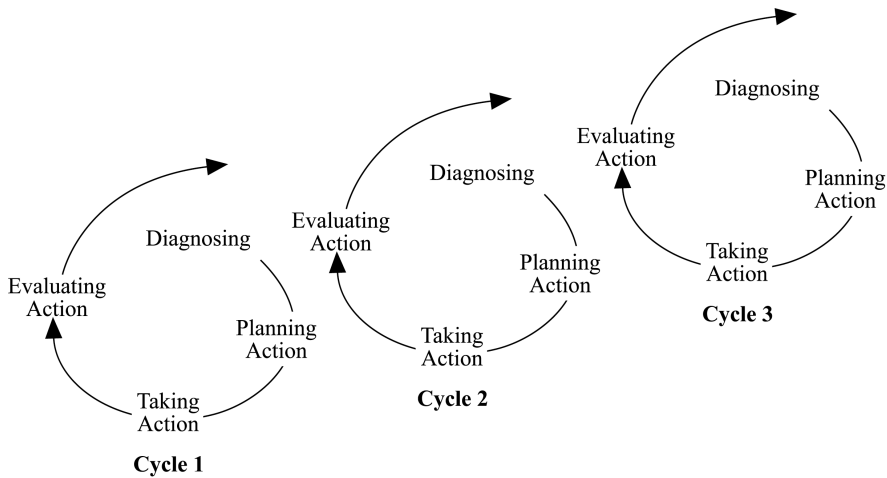 Diagnosing
Planning
Action
Taking
Action
Evaluating
Action
Cycle 1
Diagnosing
Planning
Action
Taking
Action
Evaluating
Action
Cycle 2
Diagnosing
Planning
Action
Taking
Action
Evaluating
Action
Cycle 3